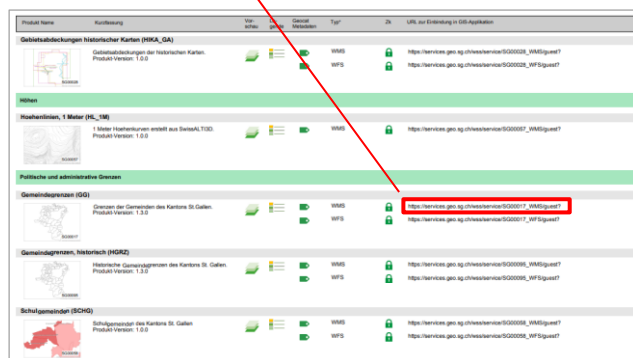 Produkt Name Kurzfassung Vor- schau Le- gende Geocat Metadaten Typ* Zk URL zur Einbindung in GIS-Applikation
Gebietsabdeckungen historischer Karten (HIKA_GA)
Gebietsabdeckungen der historischen Karten. WMS https://services.geo.sg.ch/wss/service/SG00028_WMS/guest?
Produkt-Version: 1.0.0
WFS https://services.geo.sg.ch/wss/service/SG00028_WFS/guest?
SG00028
Höhen
Hoehenlinien, 1 Meter (HL_1M)
1 Meter Hoehenkurven erstellt aus SwissALTI3D. WMS https://services.geo.sg.ch/wss/service/SG00057_WMS/guest?
Produkt-Version: 1.0.0
SG00057
Politische und administrative Grenzen
Gemeindegrenzen (GG)
Grenzen der Gemeinden des Kantons St.Gallen. WMS https://services.geo.sg.ch/wss/service/SG00017_WMS/guest?
Produkt-Version: 1.3.0
WFS https://services.geo.sg.ch/wss/service/SG00017_WFS/guest?
SG00017
Gemeindegrenzen, historisch (HGRZ)
Historische Gemeindegrenzen des Kantons St. Gallen. WMS https://services.geo.sg.ch/wss/service/SG00095_WMS/guest?
Produkt-Version: 1.3.0
WFS https://services.geo.sg.ch/wss/service/SG00095_WFS/guest?
Schulgemeinden (SCHG)
Schulgemeinden des Kantons St. Gallen WMS https://services.geo.sg.ch/wss/service/SG00058_WMS/guest?
Produkt-Version: 1.0.0
WFS https://services.geo.sg.ch/wss/service/SG00058_WFS/guest?
SG00058